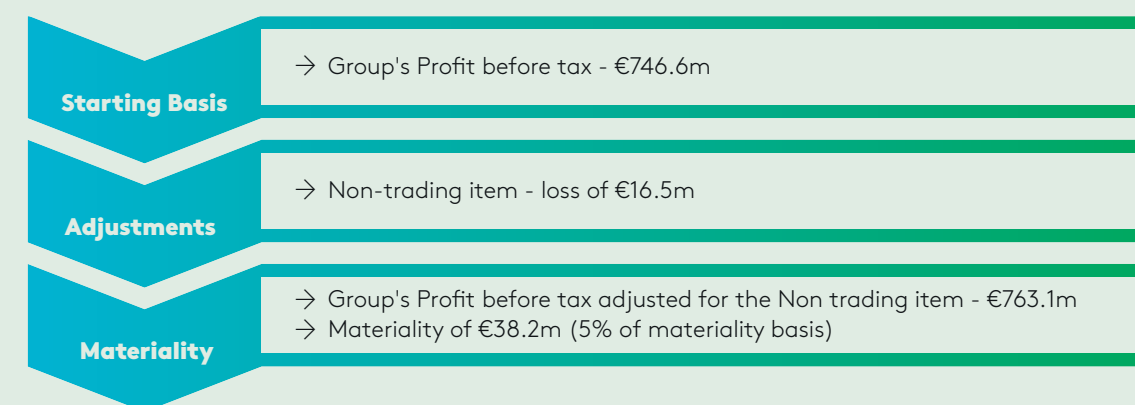 Starting Basis
→ Group's Profit before tax - €746.6m
Adjustments
→ Non-trading item - loss of €16.5m
Materiality
→ Group's Profit before tax adjusted for the Non trading item - €763.1m
→ Materiality of €38.2m (5% of materiality basis)